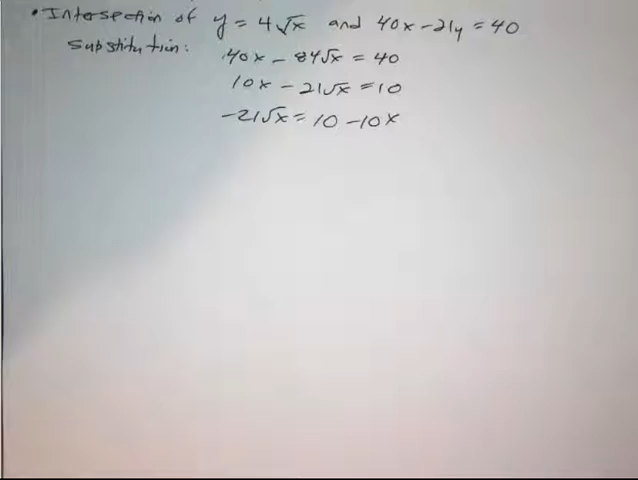 • Intersection of y = 4√x and 40x - 21y = 40
Substitution: 40x - 84√x = 40
10x - 21√x = 10
-21√x = 10 - 10x